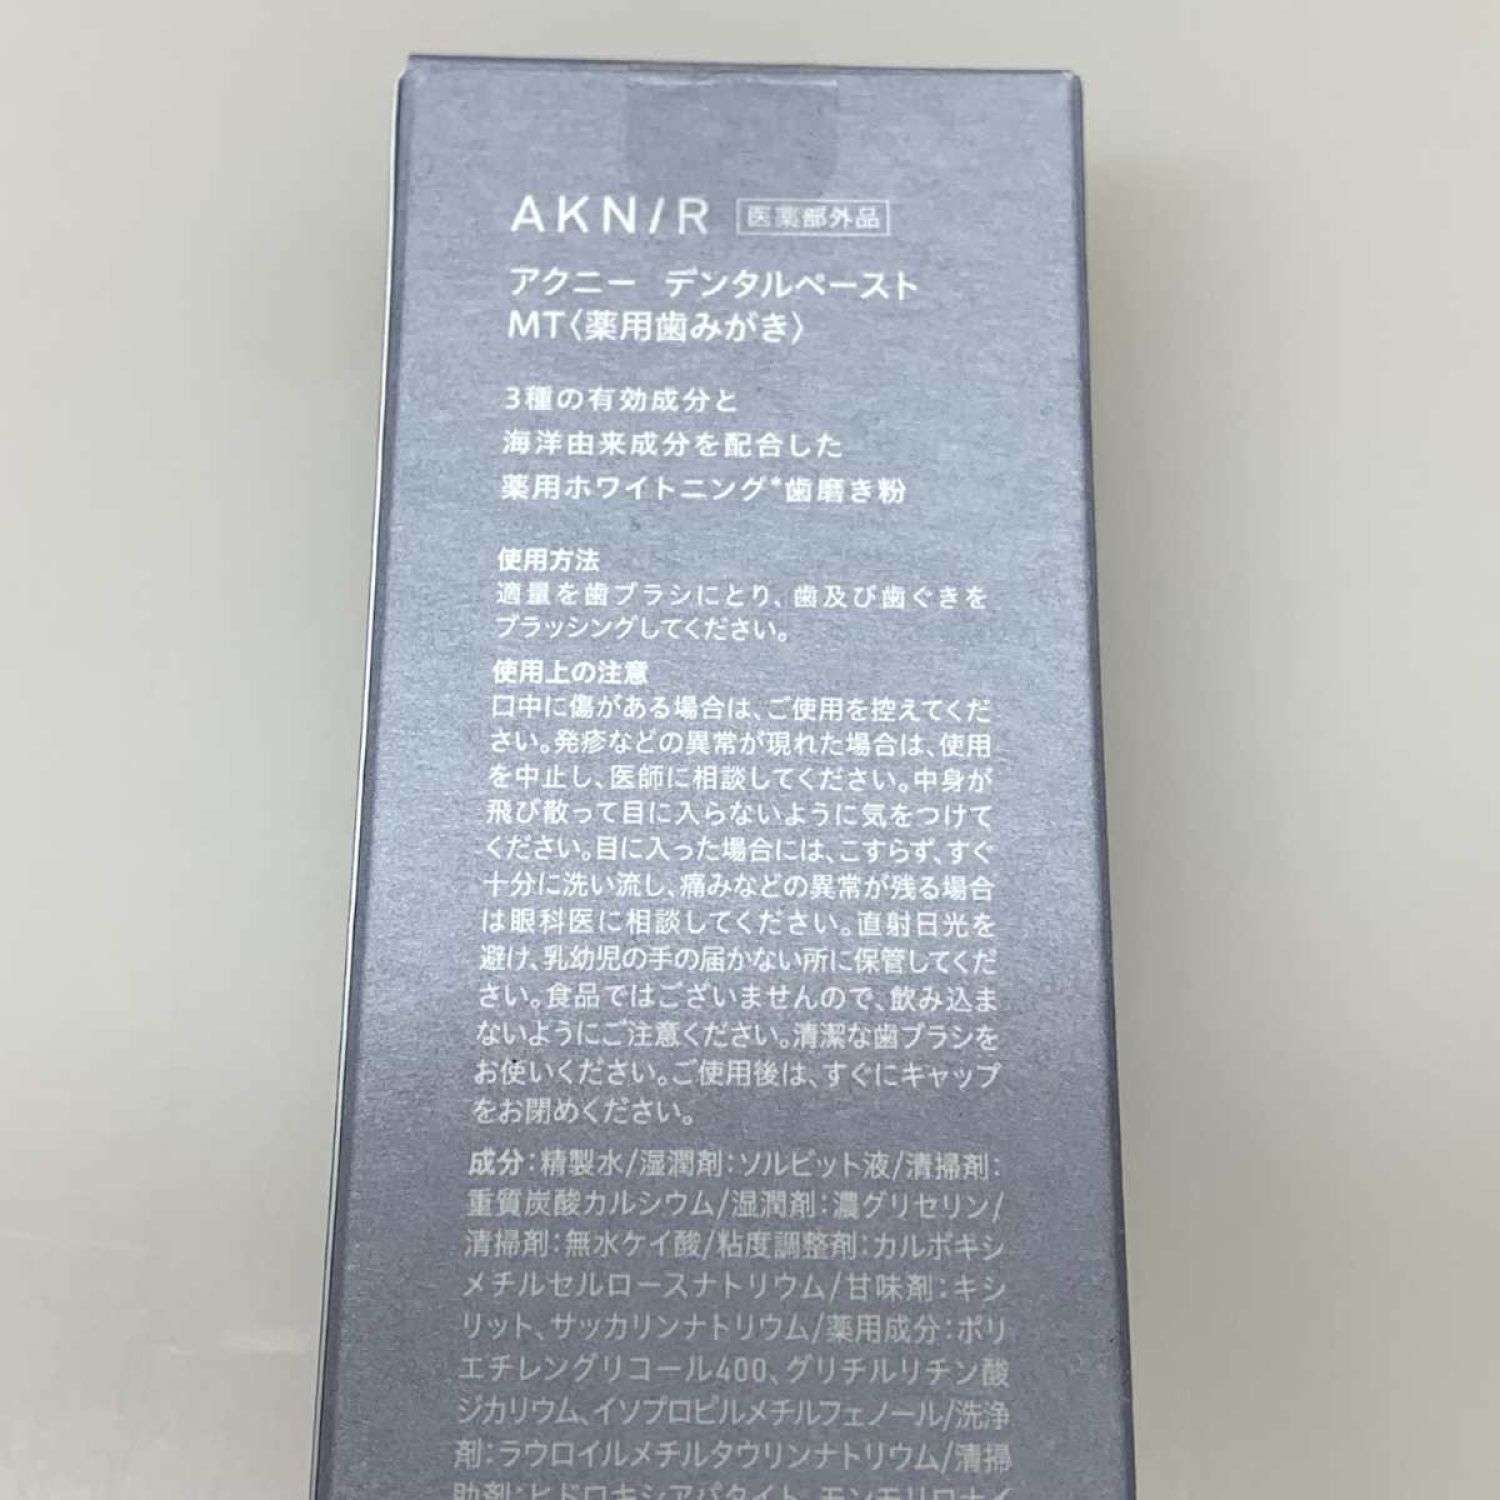 AKN/R 医薬部外品
アクニー デンタルペースト
MT〈薬用歯みがき〉
3種の有効成分と
海洋由来成分を配合した
薬用ホワイトニング*歯磨き粉
使用方法
適量を歯ブラシにとり、歯及び歯ぐきを
ブラッシングしてください。
使用上の注意
口中に傷がある場合は、ご使用を控えてくだ
さい。発疹などの異常が現れた場合は、使用
を中止し、医師に相談してください。中身が
飛び散って目に入らないように気をつけて
ください。目に入った場合には、こすらず、すぐ
十分に洗い流し、痛みなどの異常が残る場合
は眼科医に相談してください。直射日光を
避け、乳幼児の手の届かない所に保管してくだ
さい。食品ではございませんので、飲み込ま
ないようにご注意ください。清潔な歯ブラシを
お使いください。ご使用後は、すぐにキャップ
をお閉めください。
成分:精製水/湿潤剤:ソルビット液/清掃剤:
重質炭酸カルシウム/湿潤剤:濃グリセリン/
清掃剤:無水ケイ酸/粘度調整剤:カルボキシ
メチルセルロースナトリウム/甘味剤:キシ
リット、サッカリンナトリウム/薬用成分:ポリ
エチレングリコール400、グリチルリチン酸
ジカリウム、イソプロピルメチルフェノール/洗浄
剤:ラウロイルメチルタウリンナトリウム/清掃
助剤:ヒドロキシアパタイト、モンモリロナイ